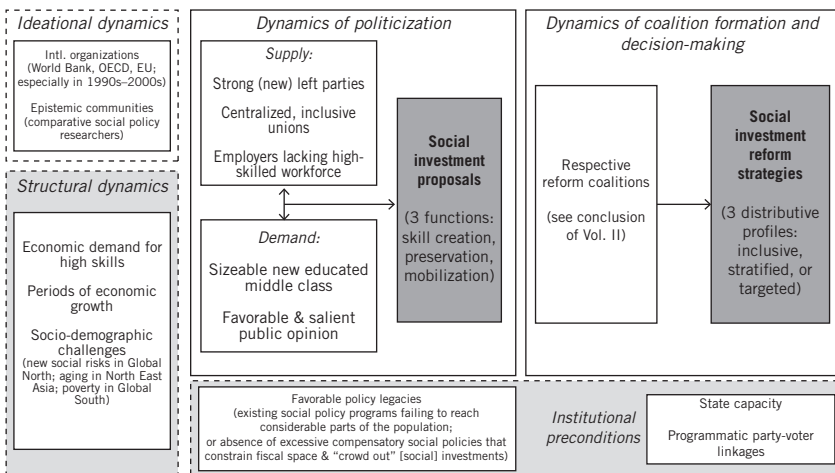 Ideational dynamics
Intl. organizations
(World Bank, OECD, EU;
especially in 1990s–2000s)
Epistemic communities
(comparative social policy
researchers)
Structural dynamics
Economic demand for
high skills
Periods of economic
growth
Socio-demographic
challenges
(new social risks in Global
North; aging in North East
Asia; poverty in Global
South)
Dynamics of politicization
Supply:
Strong (new) left parties
Centralized, inclusive
unions
Employers lacking high-
skilled workforce
Demand:
Sizeable new educated
middle class
Favorable & salient
public opinion
Social
investment
proposals
(3 functions:
skill creation,
preservation,
mobilization)
Dynamics of coalition formation and
decision-making
Respective
reform coalitions
(see conclusion
of Vol. II)
Social
investment
reform
strategies
(3 distributive
profiles:
inclusive,
stratified, or
targeted)
Favorable policy legacies
(existing social policy programs failing to reach
considerable parts of the population;
or absence of excessive compensatory social policies that
constrain fiscal space & “crowd out” [social] investments)
Institutional
preconditions
State capacity
Programmatic party-voter
linkages